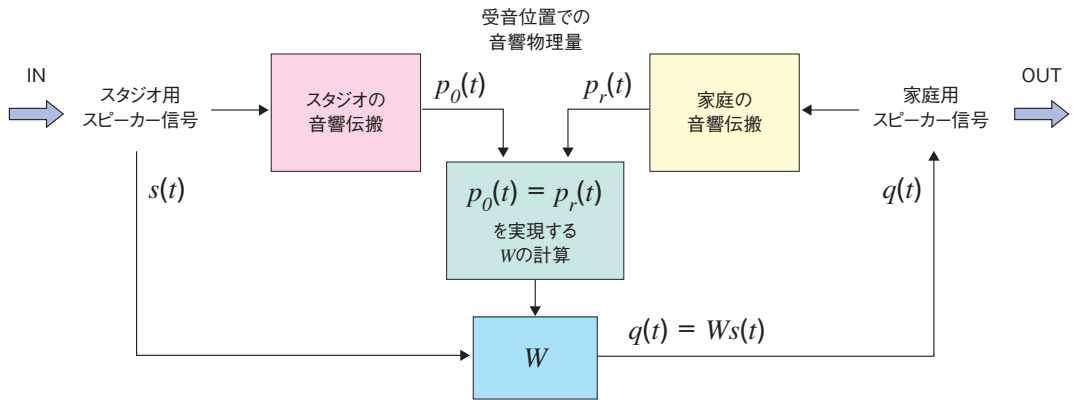 受音位置での
音響物理量
IN
スタジオ用
スピーカー信号
スタジオの
音響伝搬
p₀(t)
pᵣ(t)
家庭の
音響伝搬
家庭用
スピーカー信号
OUT
s(t)
p₀(t) = pᵣ(t)
を実現する
Wの計算
q(t)
W
q(t) = Ws(t)